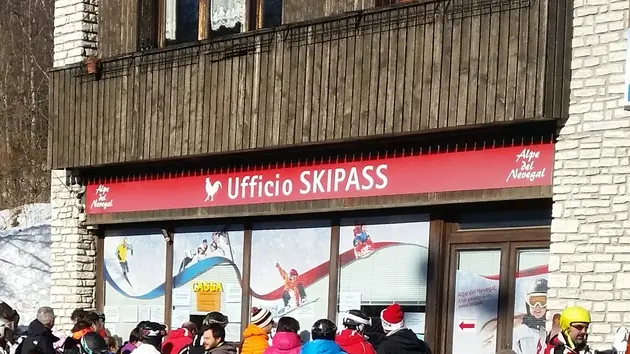 Alpe
del
Nevegal
Ufficio SKIPASS
Alpe
del
Nevegal
CASSA